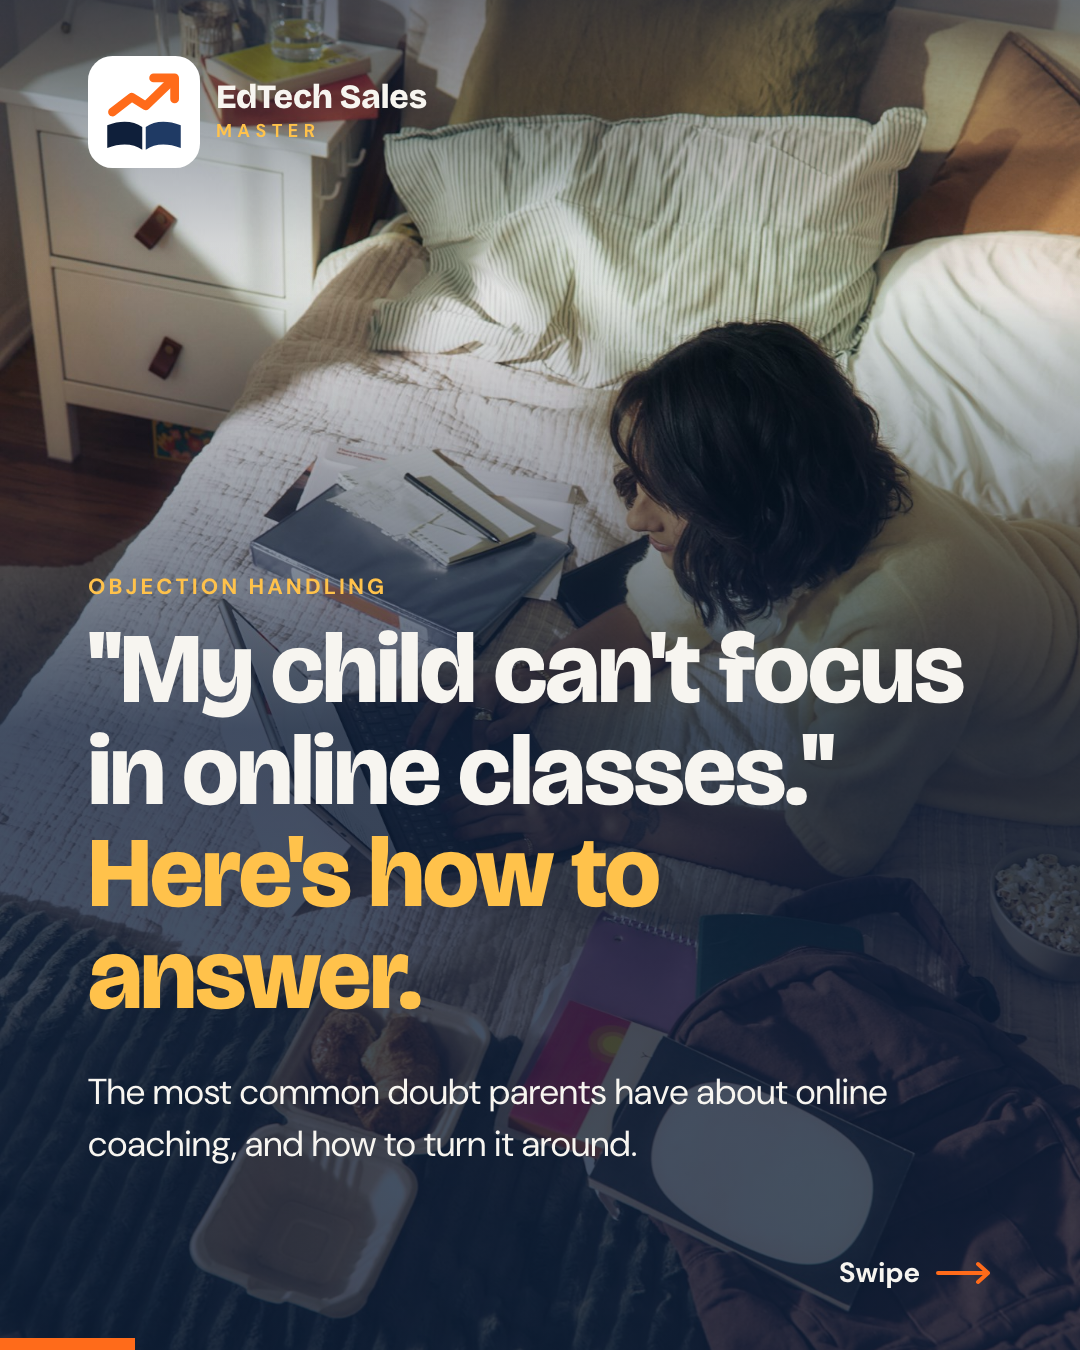 EdTech Sales
MASTER
OBJECTION HANDLING
"My child can't focus
in online classes."
Here's how to
answer.
The most common doubt parents have about online
coaching, and how to turn it around.
Swipe